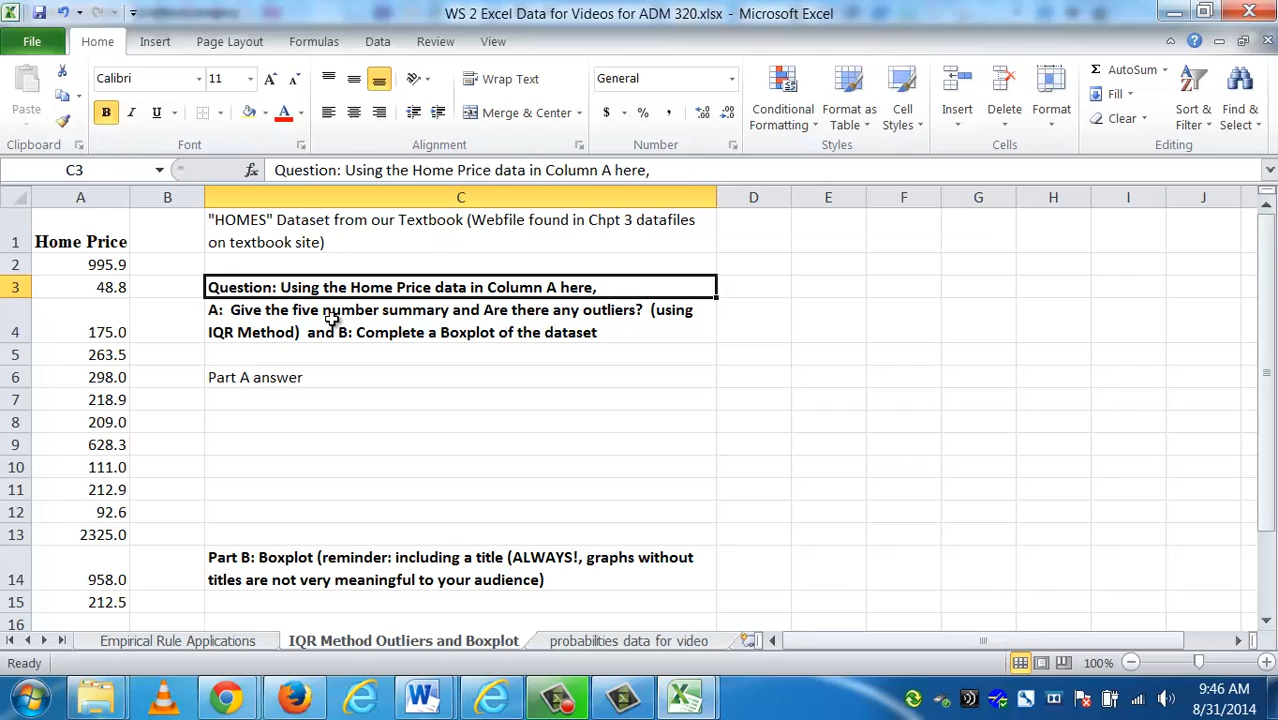 WS 2 Excel Data for Videos for ADM 320.xlsx - Microsoft Excel
File Home Insert Page Layout Formulas Data Review View
Calibri 11 Wrap Text General AutoSum
Paste Conditional Formatting Format as Table Cell Styles Insert Delete Format Fill Sort & Filter Find & Select
B I U A Merge & Center $ % , Clear
Clipboard Font Alignment Number Styles Cells Editing
C3 fx Question: Using the Home Price data in Column A here,
A B C D E F G H I J
"HOMES" Dataset from our Textbook (Webfile found in Chpt 3 datafiles
1 Home Price on textbook site)
2 995.9
3 48.8 Question: Using the Home Price data in Column A here,
A: Give the five number summary and Are there any outliers? (using
4 175.0 IQR Method) and B: Complete a Boxplot of the dataset
5 263.5
6 298.0 Part A answer
7 218.9
8 209.0
9 628.3
10 111.0
11 212.9
12 92.6
13 2325.0
Part B: Boxplot (reminder: including a title (ALWAYS!, graphs without
14 958.0 titles are not very meaningful to your audience)
15 212.5
16
Empirical Rule Applications IQR Method Outliers and Boxplot probabilities data for video
Ready 100%
9:46 AM
8/31/2014